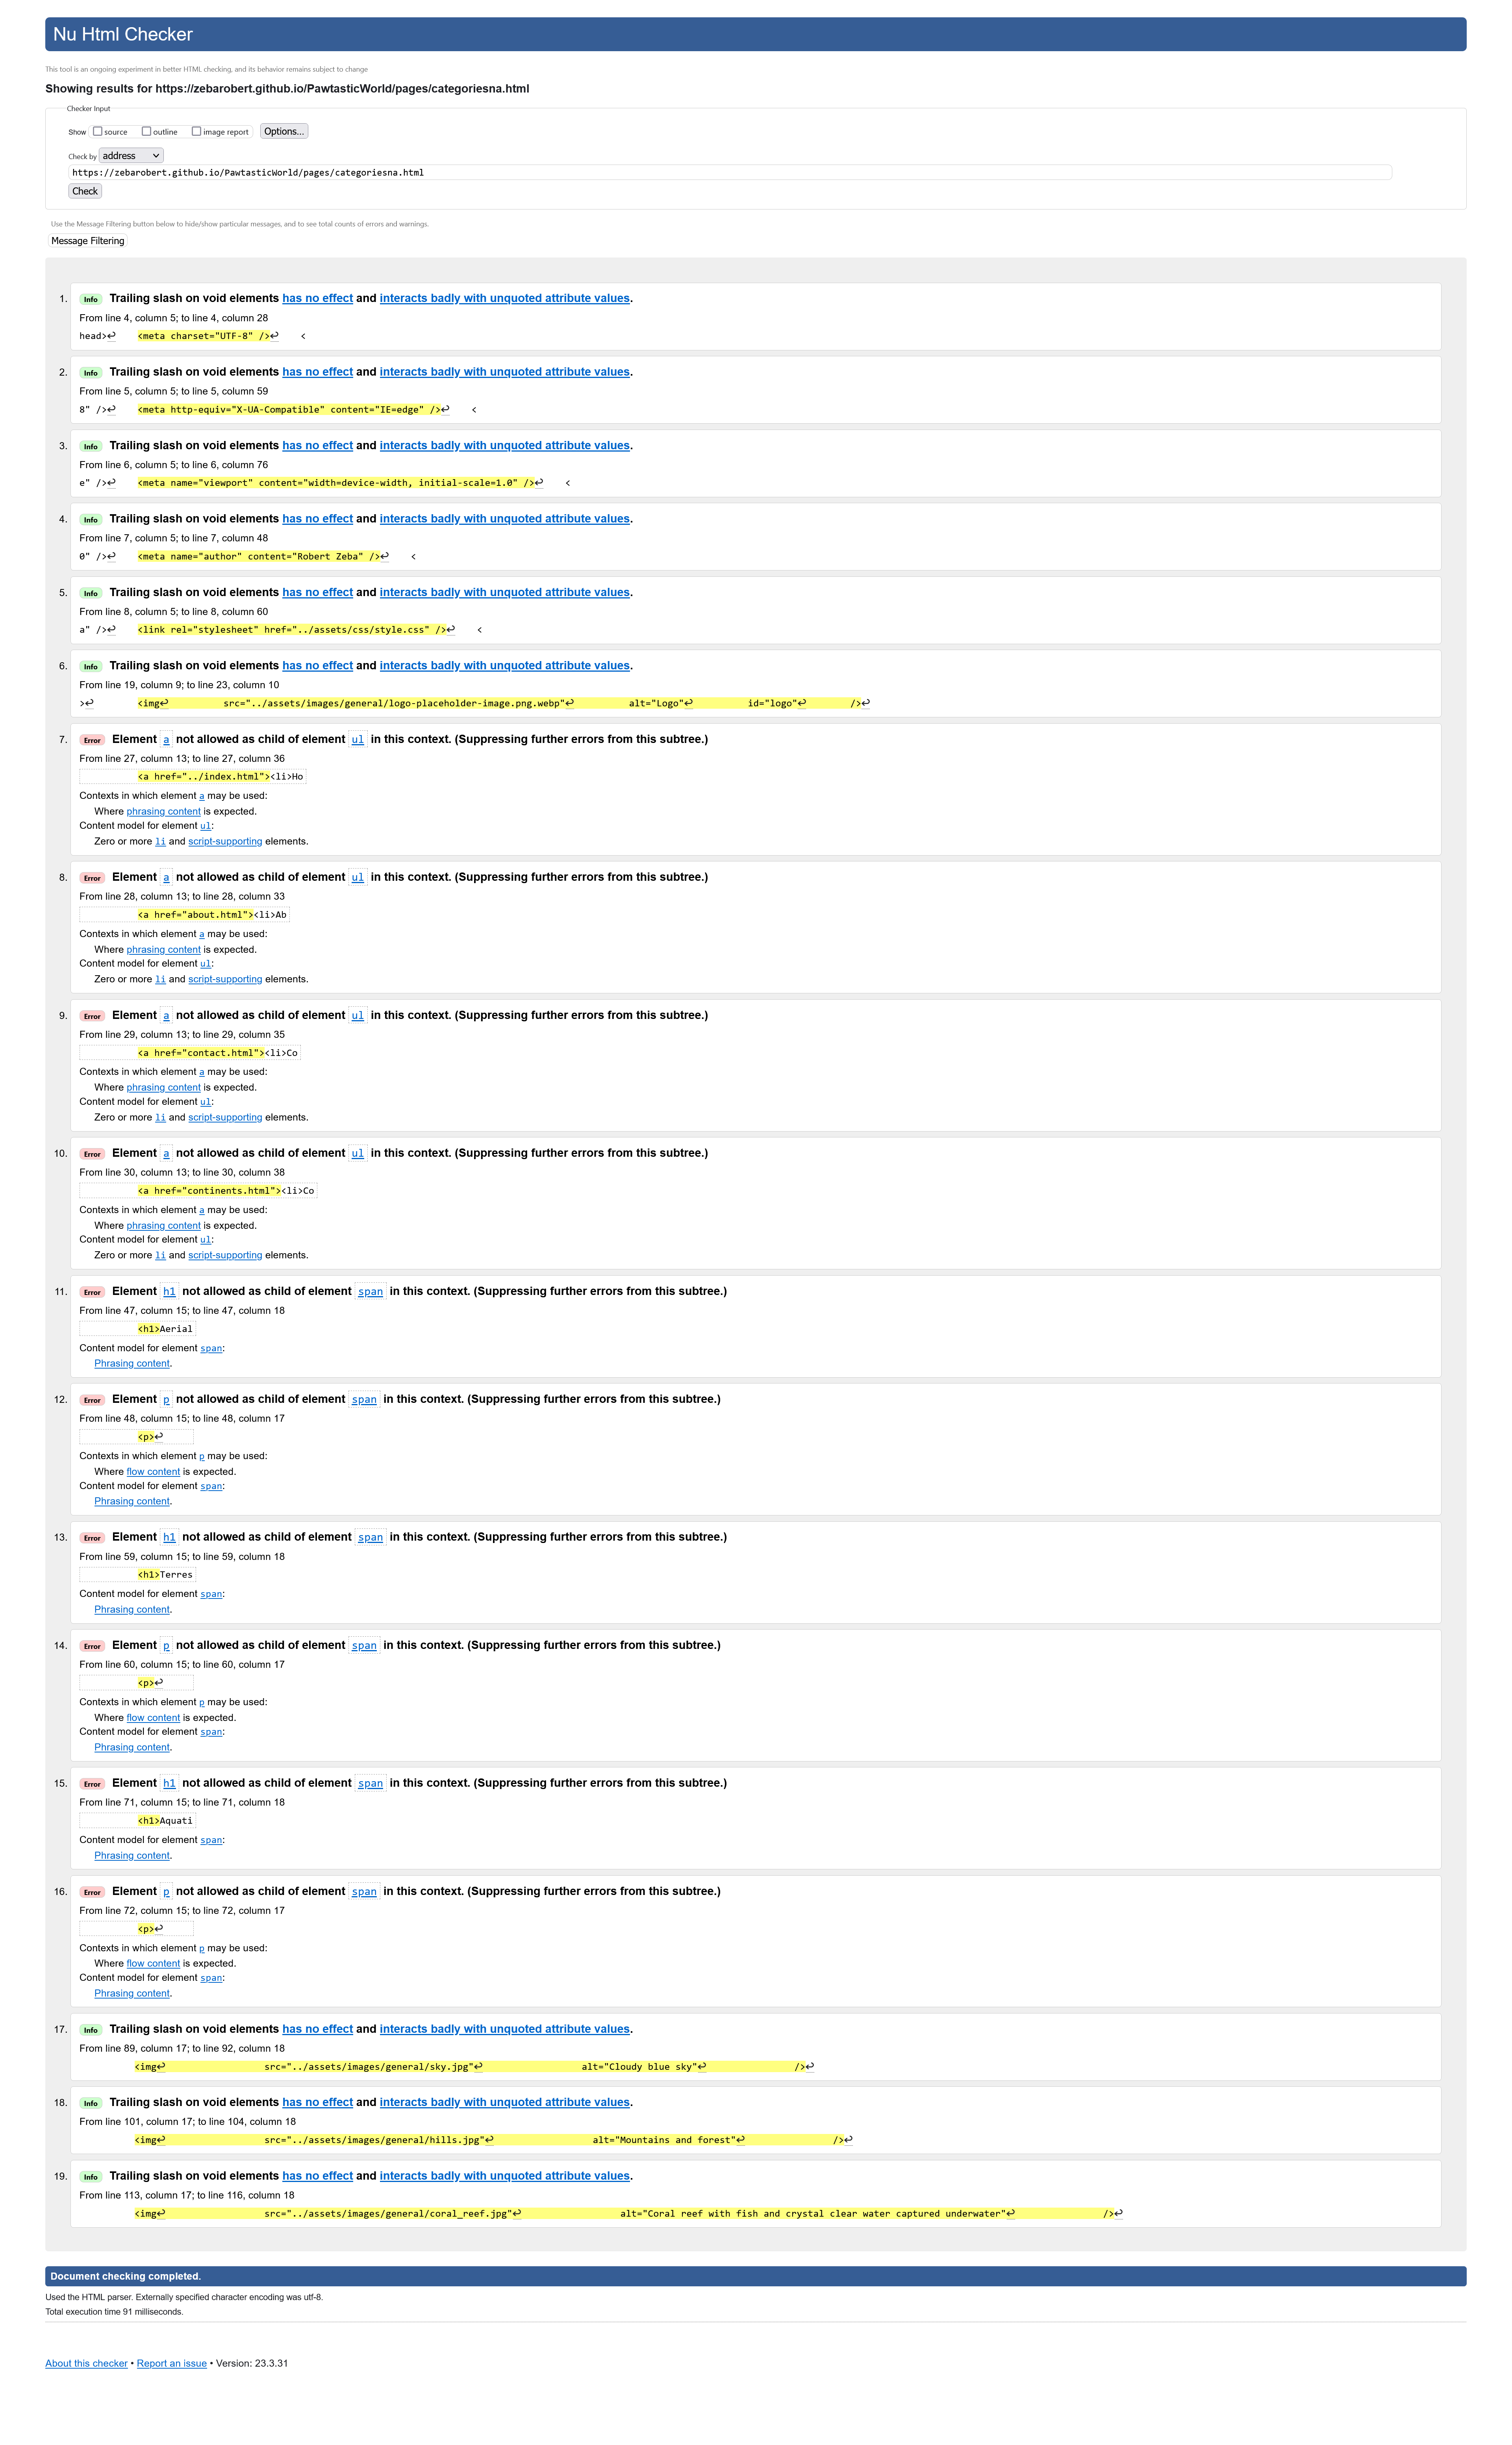 Nu Html Checker
This tool is an ongoing experiment in better HTML checking, and its behavior remains subject to change
Showing results for https://zebarobert.github.io/PawtasticWorld/pages/categoriesna.html
Checker Input
Show source outline image report Options...
Check by address
https://zebarobert.github.io/PawtasticWorld/pages/categoriesna.html
Check
Use the Message Filtering button below to hide/show particular messages, and to see total counts of errors and warnings.
Message Filtering
1. Info Trailing slash on void elements has no effect and interacts badly with unquoted attribute values.
From line 4, column 5; to line 4, column 28
head>↩ <meta charset="UTF-8" />↩ <
2. Info Trailing slash on void elements has no effect and interacts badly with unquoted attribute values.
From line 5, column 5; to line 5, column 59
8" />↩ <meta http-equiv="X-UA-Compatible" content="IE=edge" />↩ <
3. Info Trailing slash on void elements has no effect and interacts badly with unquoted attribute values.
From line 6, column 5; to line 6, column 76
e" />↩ <meta name="viewport" content="width=device-width, initial-scale=1.0" />↩ <
4. Info Trailing slash on void elements has no effect and interacts badly with unquoted attribute values.
From line 7, column 5; to line 7, column 48
0" />↩ <meta name="author" content="Robert Zeba" />↩ <
5. Info Trailing slash on void elements has no effect and interacts badly with unquoted attribute values.
From line 8, column 5; to line 8, column 60
a" />↩ <link rel="stylesheet" href="../assets/css/style.css" />↩ <
6. Info Trailing slash on void elements has no effect and interacts badly with unquoted attribute values.
From line 19, column 9; to line 23, column 10
>↩ <img↩ src="../assets/images/general/logo-placeholder-image.png.webp"↩ alt="Logo"↩ id="logo"↩ />↩
7. Error Element a not allowed as child of element ul in this context. (Suppressing further errors from this subtree.)
From line 27, column 13; to line 27, column 36
<a href="../index.html"><li>Ho
Contexts in which element a may be used:
Where phrasing content is expected.
Content model for element ul:
Zero or more li and script-supporting elements.
8. Error Element a not allowed as child of element ul in this context. (Suppressing further errors from this subtree.)
From line 28, column 13; to line 28, column 33
<a href="about.html"><li>Ab
Contexts in which element a may be used:
Where phrasing content is expected.
Content model for element ul:
Zero or more li and script-supporting elements.
9. Error Element a not allowed as child of element ul in this context. (Suppressing further errors from this subtree.)
From line 29, column 13; to line 29, column 35
<a href="contact.html"><li>Co
Contexts in which element a may be used:
Where phrasing content is expected.
Content model for element ul:
Zero or more li and script-supporting elements.
10. Error Element a not allowed as child of element ul in this context. (Suppressing further errors from this subtree.)
From line 30, column 13; to line 30, column 38
<a href="continents.html"><li>Co
Contexts in which element a may be used:
Where phrasing content is expected.
Content model for element ul:
Zero or more li and script-supporting elements.
11. Error Element h1 not allowed as child of element span in this context. (Suppressing further errors from this subtree.)
From line 47, column 15; to line 47, column 18
<h1>Aerial
Content model for element span:
Phrasing content.
12. Error Element p not allowed as child of element span in this context. (Suppressing further errors from this subtree.)
From line 48, column 15; to line 48, column 17
<p>↩
Contexts in which element p may be used:
Where flow content is expected.
Content model for element span:
Phrasing content.
13. Error Element h1 not allowed as child of element span in this context. (Suppressing further errors from this subtree.)
From line 59, column 15; to line 59, column 18
<h1>Terres
Content model for element span:
Phrasing content.
14. Error Element p not allowed as child of element span in this context. (Suppressing further errors from this subtree.)
From line 60, column 15; to line 60, column 17
<p>↩
Contexts in which element p may be used:
Where flow content is expected.
Content model for element span:
Phrasing content.
15. Error Element h1 not allowed as child of element span in this context. (Suppressing further errors from this subtree.)
From line 71, column 15; to line 71, column 18
<h1>Aquati
Content model for element span:
Phrasing content.
16. Error Element p not allowed as child of element span in this context. (Suppressing further errors from this subtree.)
From line 72, column 15; to line 72, column 17
<p>↩
Contexts in which element p may be used:
Where flow content is expected.
Content model for element span:
Phrasing content.
17. Info Trailing slash on void elements has no effect and interacts badly with unquoted attribute values.
From line 89, column 17; to line 92, column 18
<img↩ src="../assets/images/general/sky.jpg"↩ alt="Cloudy blue sky"↩ />↩
18. Info Trailing slash on void elements has no effect and interacts badly with unquoted attribute values.
From line 101, column 17; to line 104, column 18
<img↩ src="../assets/images/general/hills.jpg"↩ alt="Mountains and forest"↩ />↩
19. Info Trailing slash on void elements has no effect and interacts badly with unquoted attribute values.
From line 113, column 17; to line 116, column 18
<img↩ src="../assets/images/general/coral_reef.jpg"↩ alt="Coral reef with fish and crystal clear water captured underwater"↩ />↩
Document checking completed.
Used the HTML parser. Externally specified character encoding was utf-8.
Total execution time 91 milliseconds.
About this checker • Report an issue • Version: 23.3.31